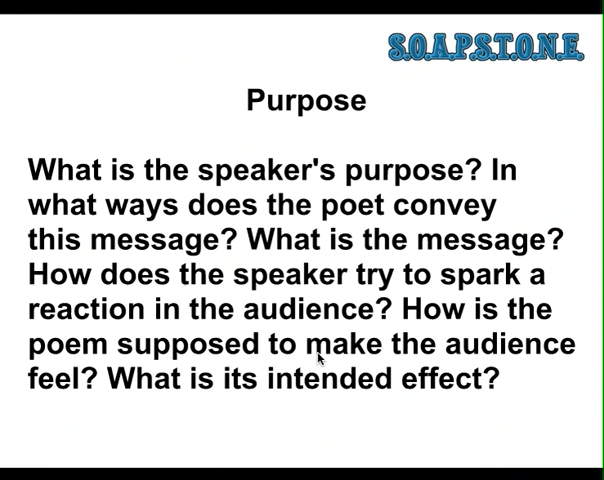 S.O.A.P.S.T.O.N.E.
Purpose
What is the speaker's purpose? In
what ways does the poet convey
this message? What is the message?
How does the speaker try to spark a
reaction in the audience? How is the
poem supposed to make the audience
feel? What is its intended effect?